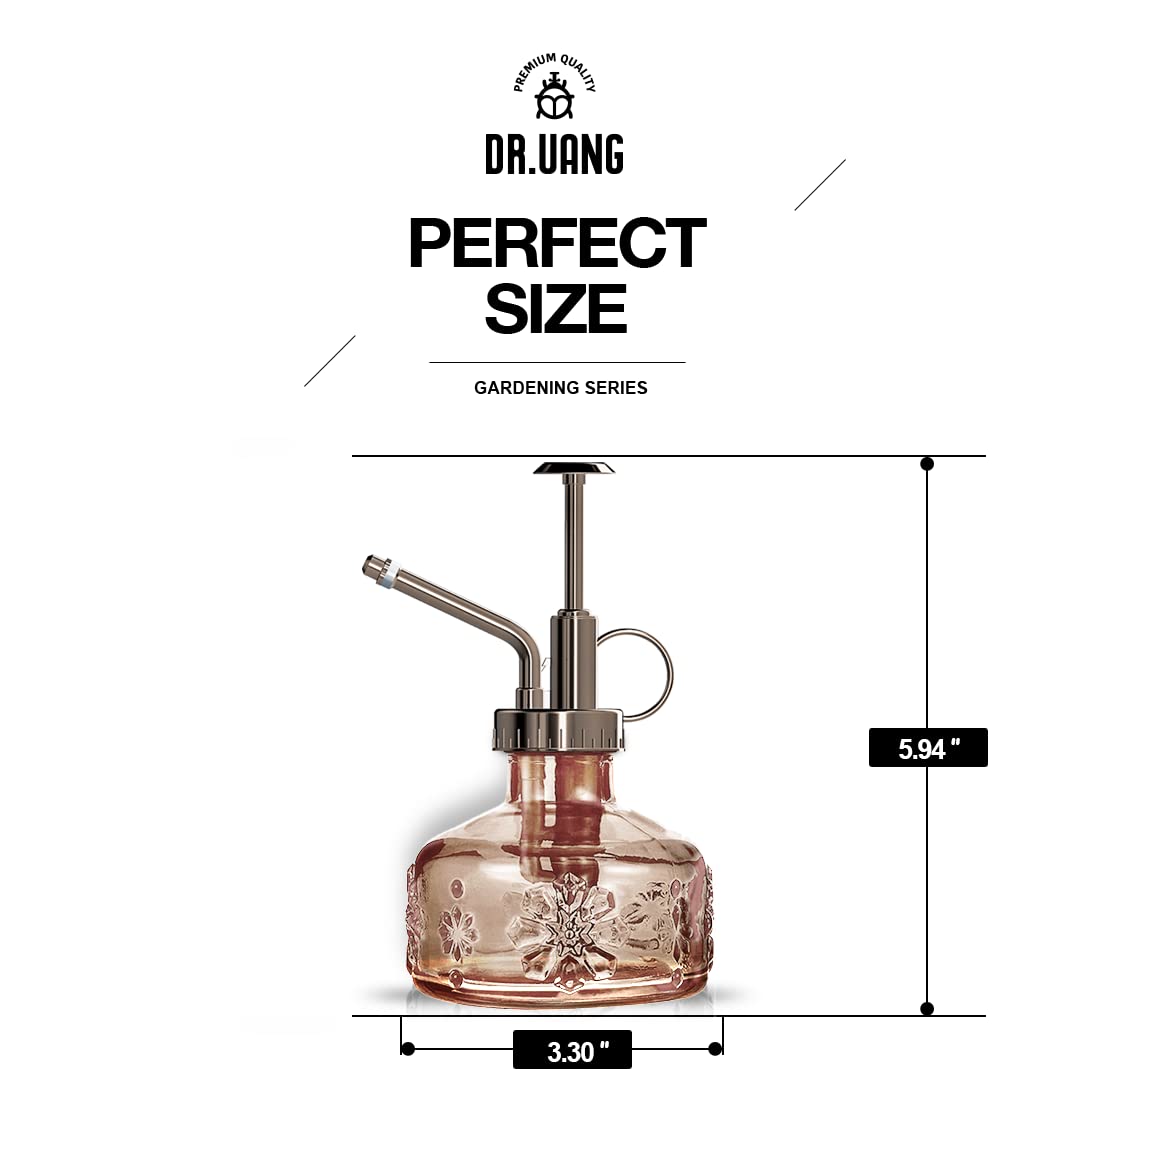 PREMIUM QUALITY
DR.UANG
PERFECT
SIZE
GARDENING SERIES
5.94 "
3.30 "